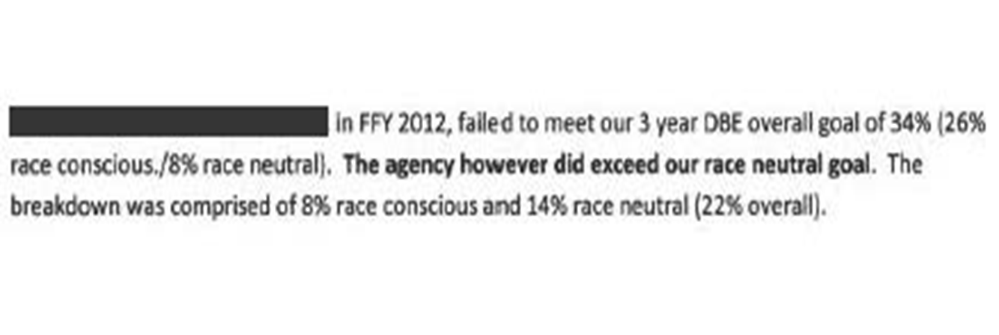 in FFY 2012, failed to meet our 3 year DBE overall goal of 34% (26%
race conscious./8% race neutral). The agency however did exceed our race neutral goal. The
breakdown was comprised of 8% race conscious and 14% race neutral (22% overall).